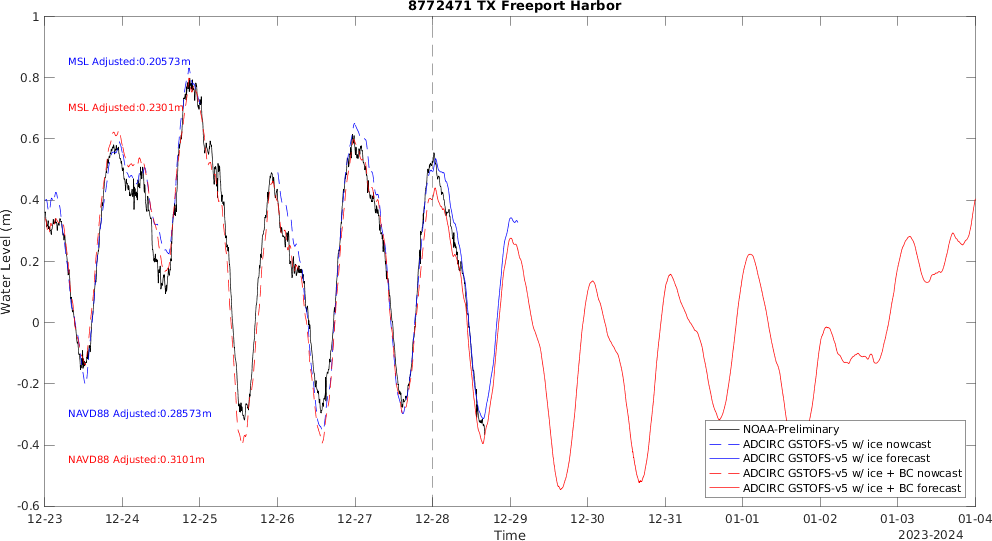 8772471 TX Freeport Harbor
1
0.8
0.6
0.4
0.2
0
-0.2
-0.4
-0.6
Water Level (m)
MSL Adjusted:0.20573m
MSL Adjusted:0.2301m
NAVD88 Adjusted:0.28573m
NAVD88 Adjusted:0.3101m
NOAA-Preliminary
ADCIRC GSTOFS-v5 w/ ice nowcast
ADCIRC GSTOFS-v5 w/ ice forecast
ADCIRC GSTOFS-v5 w/ ice + BC nowcast
ADCIRC GSTOFS-v5 w/ ice + BC forecast
12-23 12-24 12-25 12-26 12-27 12-28 12-29 12-30 12-31 01-01 01-02 01-03 01-04
Time
2023-2024